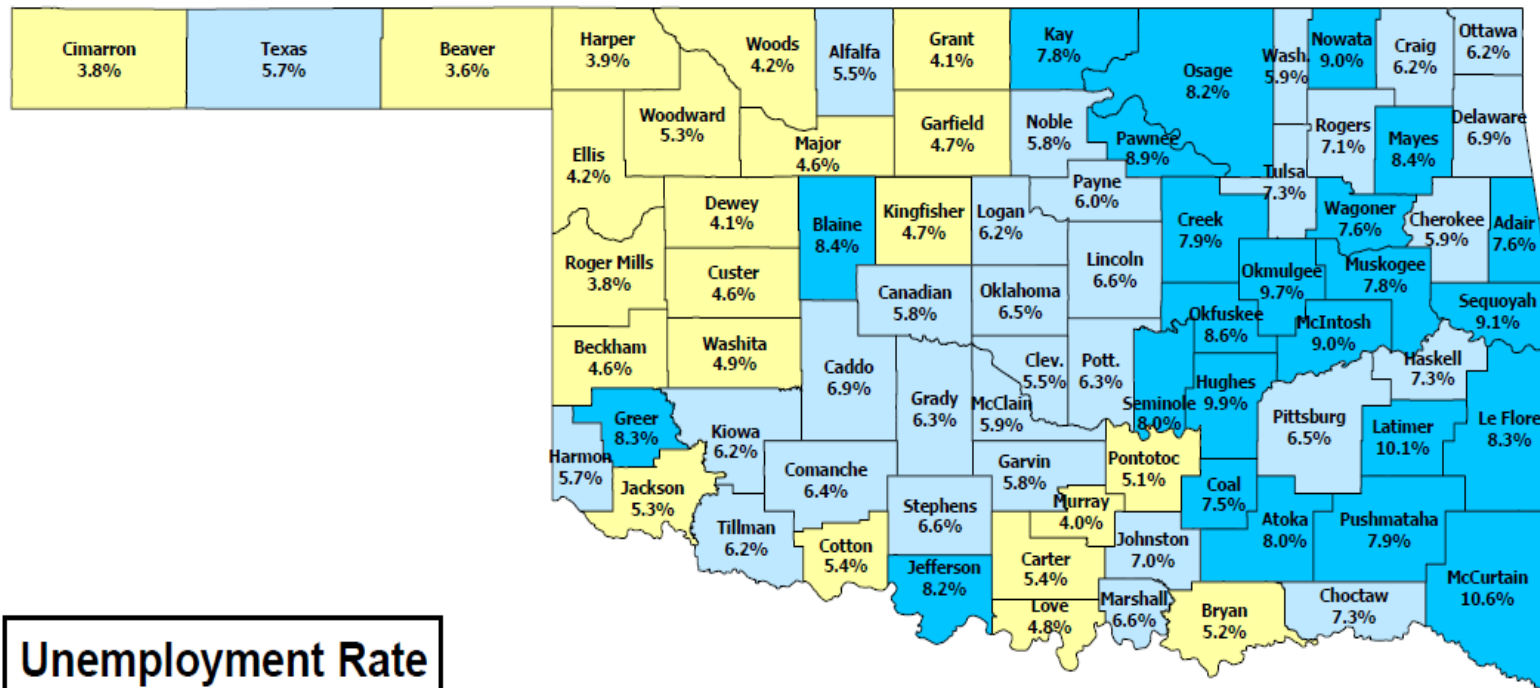 Cimarron
3.8%
Texas
5.7%
Beaver
3.6%
Harper
3.9%
Woods
4.2%
Alfalfa
5.5%
Grant
4.1%
Kay
7.8%
Osage
8.2%
Wash.
5.9%
Nowata
9.0%
Craig
6.2%
Ottawa
6.2%
Woodward
5.3%
Ellis
4.2%
Major
4.6%
Garfield
4.7%
Noble
5.8%
Pawnee
8.9%
Rogers
7.1%
Mayes
8.4%
Delaware
6.9%
Tulsa
7.3%
Payne
6.0%
Dewey
4.1%
Blaine
8.4%
Kingfisher
4.7%
Logan
6.2%
Creek
7.9%
Wagoner
7.6%
Cherokee
5.9%
Adair
7.6%
Roger Mills
3.8%
Custer
4.6%
Canadian
5.8%
Oklahoma
6.5%
Lincoln
6.6%
Okmulgee
9.7%
Muskogee
7.8%
Sequoyah
9.1%
Okfuskee
8.6%
McIntosh
9.0%
Beckham
4.6%
Washita
4.9%
Caddo
6.9%
Grady
6.3%
Clev.
5.5%
McClain
5.9%
Pott.
6.3%
Seminole
8.0%
Hughes
9.9%
Haskell
7.3%
Pittsburg
6.5%
Latimer
10.1%
Le Flore
8.3%
Greer
8.3%
Kiowa
6.2%
Harmon
5.7%
Jackson
5.3%
Comanche
6.4%
Garvin
5.8%
Pontotoc
5.1%
Coal
7.5%
Tillman
6.2%
Stephens
6.6%
Murray
4.0%
Atoka
8.0%
Pushmataha
7.9%
Cotton
5.4%
Jefferson
8.2%
Carter
5.4%
Johnston
7.0%
McCurtain
10.6%
Love
4.8%
Marshall
6.6%
Bryan
5.2%
Choctaw
7.3%
Unemployment Rate